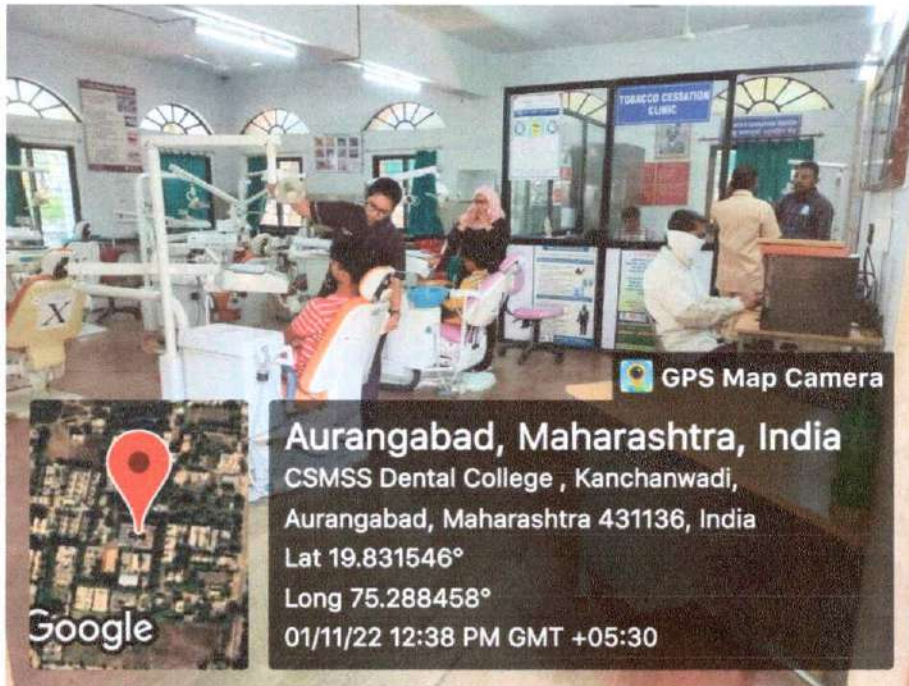 TOBACCO CESSATION
CLINIC
X
GPS Map Camera
Aurangabad, Maharashtra, India
CSMSS Dental College , Kanchanwadi,
Aurangabad, Maharashtra 431136, India
Lat 19.831546°
Long 75.288458°
01/11/22 12:38 PM GMT +05:30
Google